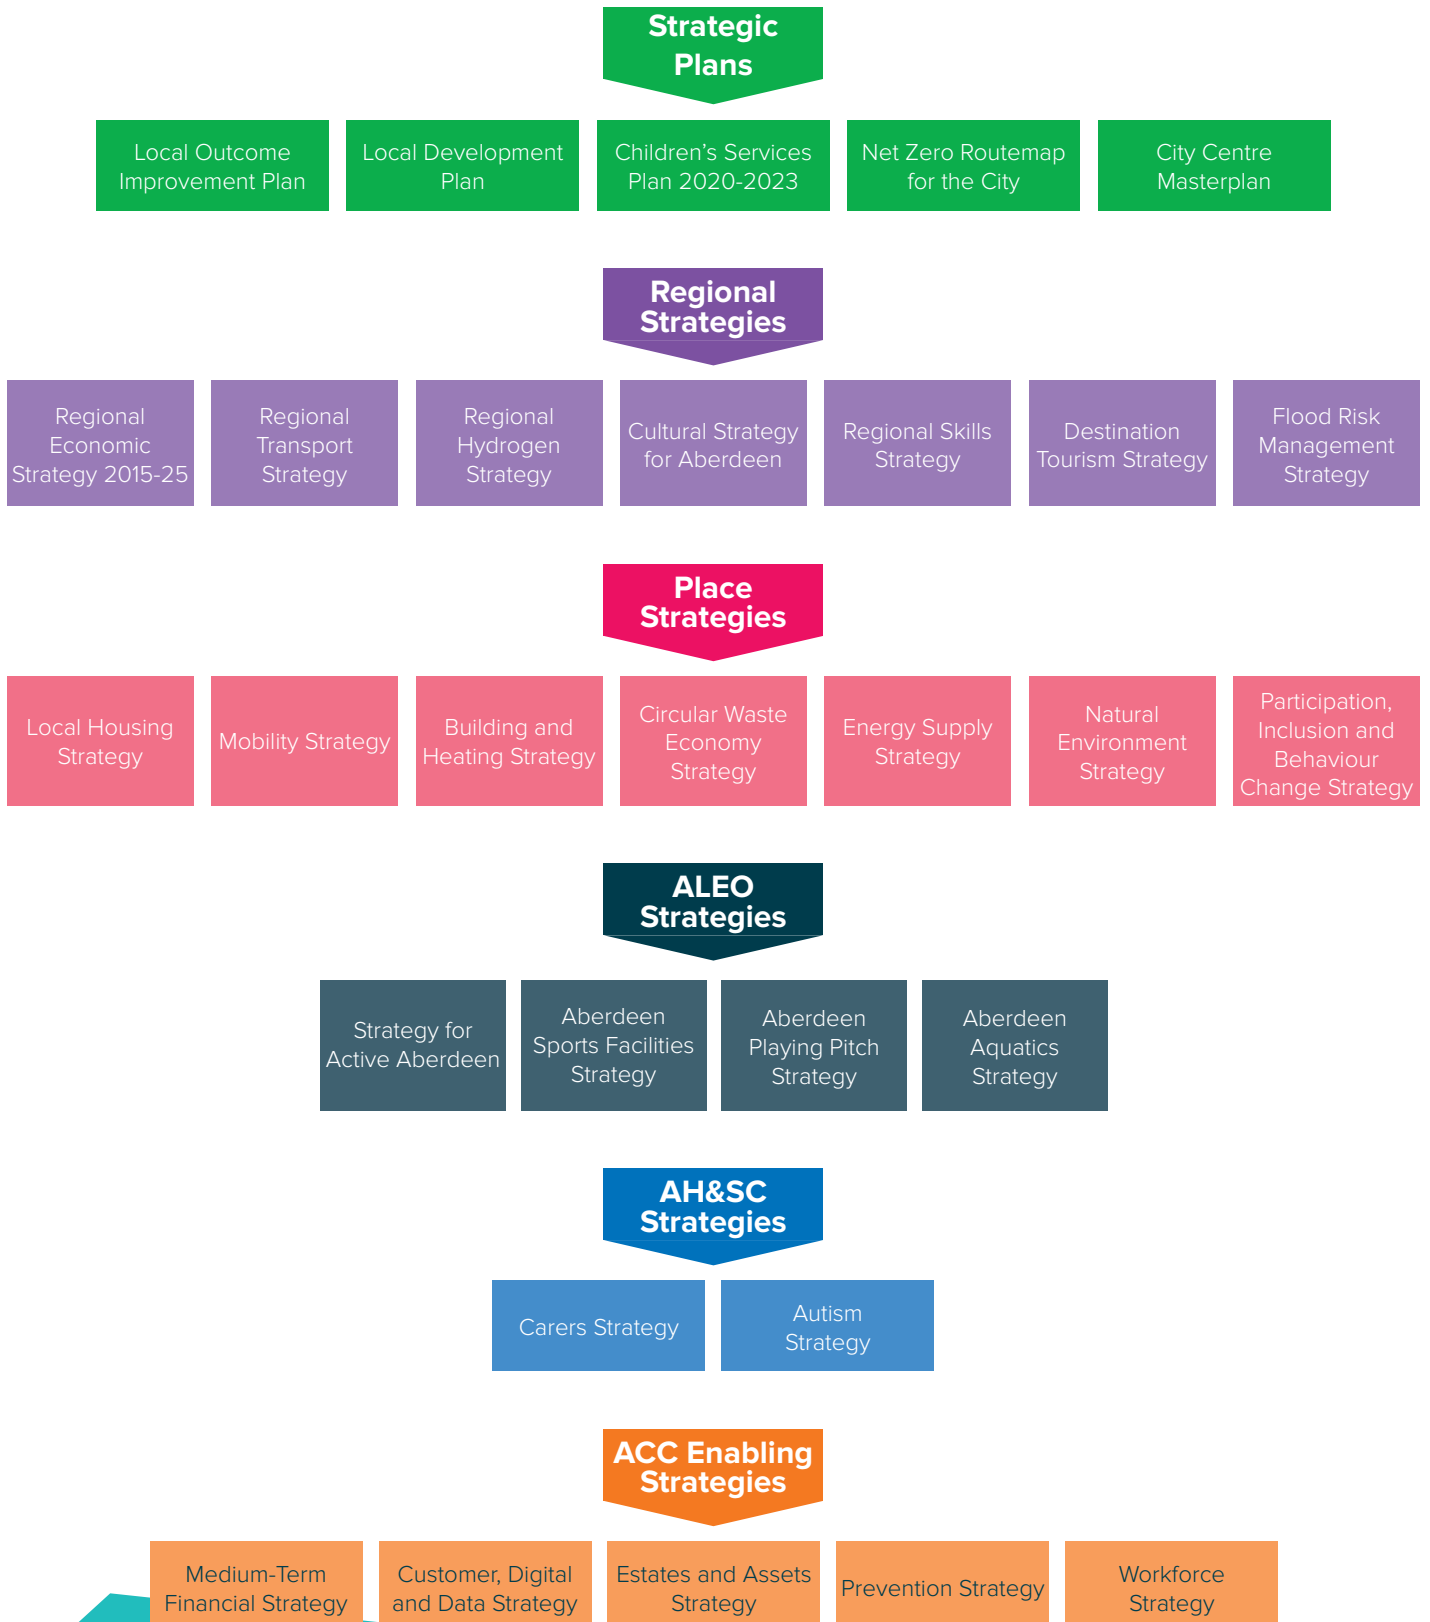 Strategic
Plans
Local Outcome
Improvement Plan
Local Development
Plan
Children’s Services
Plan 2020-2023
Net Zero Routemap
for the City
City Centre
Masterplan
Regional
Strategies
Regional
Economic
Strategy 2015-25
Regional
Transport
Strategy
Regional
Hydrogen
Strategy
Cultural Strategy
for Aberdeen
Regional Skills
Strategy
Destination
Tourism Strategy
Flood Risk
Management
Strategy
Place
Strategies
Local Housing
Strategy
Mobility Strategy
Building and
Heating Strategy
Circular Waste
Economy
Strategy
Energy Supply
Strategy
Natural
Environment
Strategy
Participation,
Inclusion and
Behaviour
Change Strategy
ALEO
Strategies
Strategy for
Active Aberdeen
Aberdeen
Sports Facilities
Strategy
Aberdeen
Playing Pitch
Strategy
Aberdeen
Aquatics
Strategy
AH&SC
Strategies
Carers Strategy
Autism
Strategy
ACC Enabling
Strategies
Medium-Term
Financial Strategy
Customer, Digital
and Data Strategy
Estates and Assets
Strategy
Prevention Strategy
Workforce
Strategy